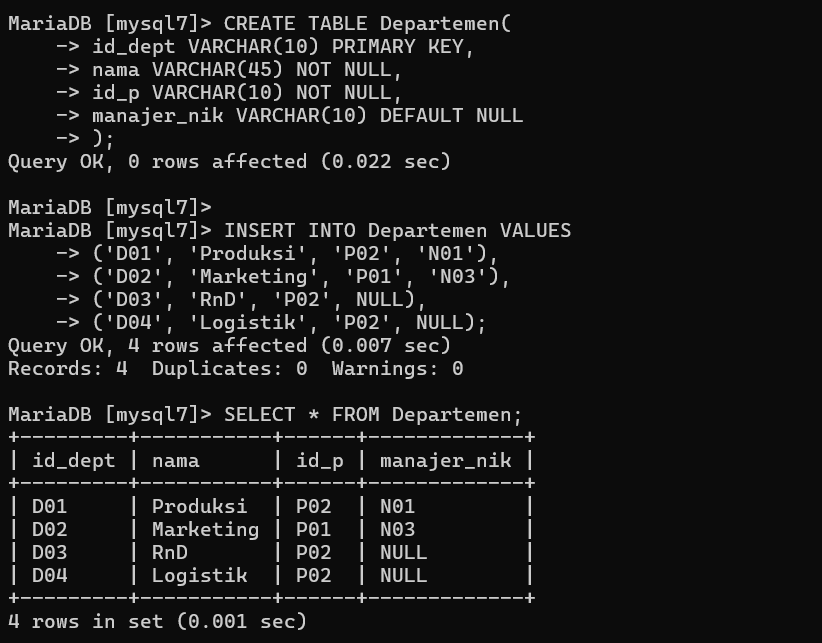 MariaDB [mysql7]> CREATE TABLE Departemen(
    -> id_dept VARCHAR(10) PRIMARY KEY,
    -> nama VARCHAR(45) NOT NULL,
    -> id_p VARCHAR(10) NOT NULL,
    -> manajer_nik VARCHAR(10) DEFAULT NULL
    -> );
Query OK, 0 rows affected (0.022 sec)

MariaDB [mysql7]>
MariaDB [mysql7]> INSERT INTO Departemen VALUES
    -> ('D01', 'Produksi', 'P02', 'N01'),
    -> ('D02', 'Marketing', 'P01', 'N03'),
    -> ('D03', 'RnD', 'P02', NULL),
    -> ('D04', 'Logistik', 'P02', NULL);
Query OK, 4 rows affected (0.007 sec)
Records: 4  Duplicates: 0  Warnings: 0

MariaDB [mysql7]> SELECT * FROM Departemen;
+---------+-----------+------+-------------+
| id_dept | nama      | id_p | manajer_nik |
+---------+-----------+------+-------------+
| D01     | Produksi  | P02  | N01         |
| D02     | Marketing | P01  | N03         |
| D03     | RnD       | P02  | NULL        |
| D04     | Logistik  | P02  | NULL        |
+---------+-----------+------+-------------+
4 rows in set (0.001 sec)